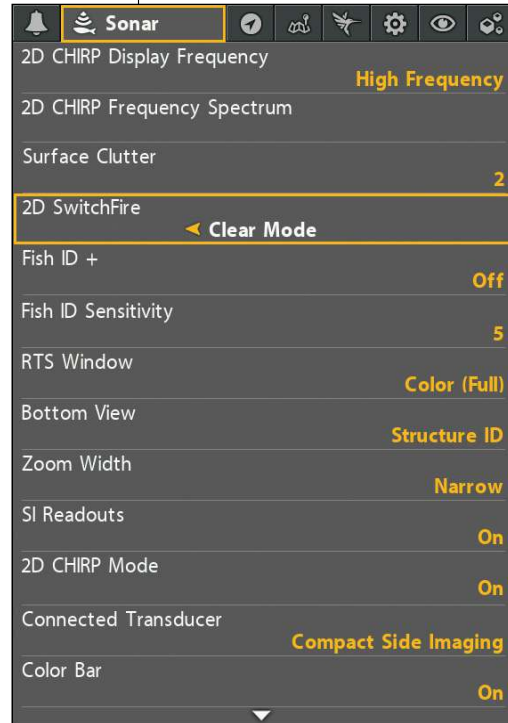 Sonar
2D CHIRP Display Frequency
High Frequency
2D CHIRP Frequency Spectrum
Surface Clutter
2
2D SwitchFire
Clear Mode
Fish ID +
Off
Fish ID Sensitivity
5
RTS Window
Color (Full)
Bottom View
Structure ID
Zoom Width
Narrow
SI Readouts
On
2D CHIRP Mode
On
Connected Transducer
Compact Side Imaging
Color Bar
On